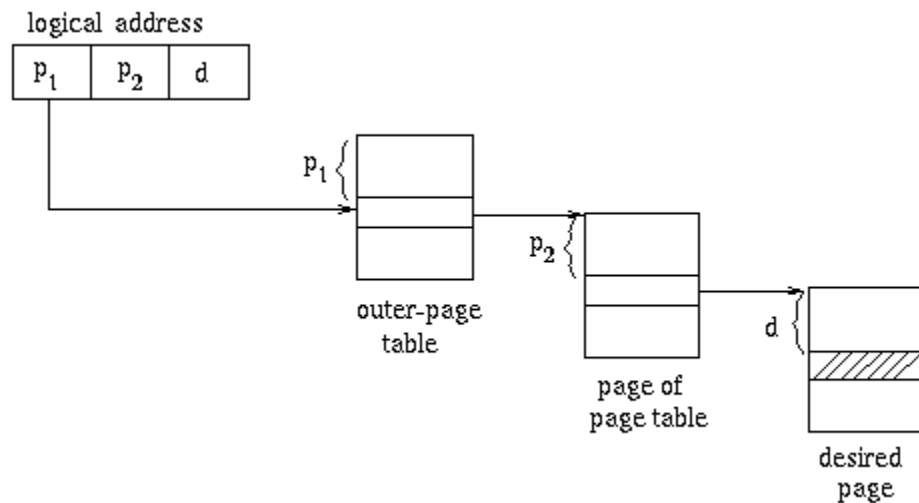 logical address
p1 p2 d
p1
p2
d
outer-page
table
page of
page table
desired
page